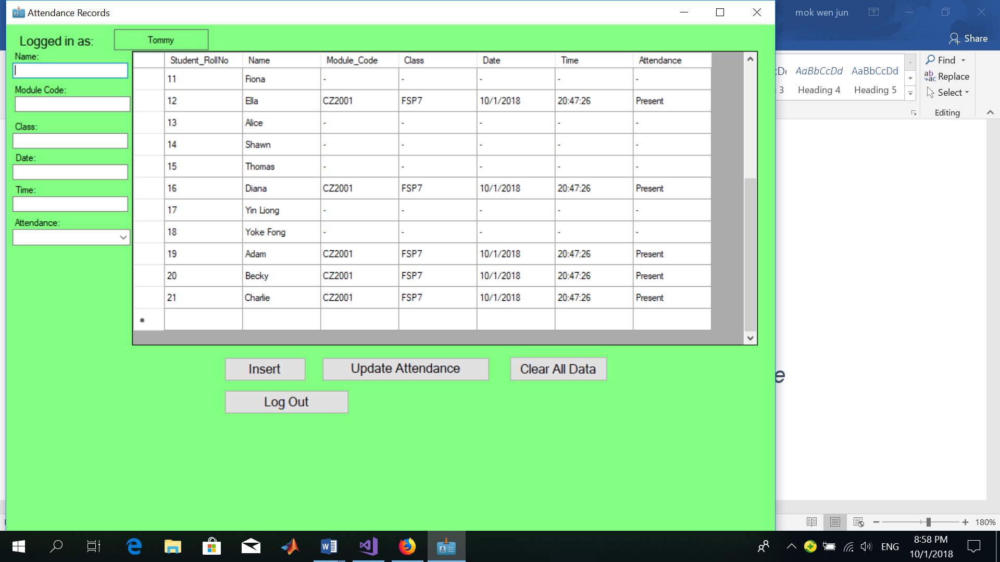 Attendance Records
mok wen jun
Share
Logged in as:
Tommy
Name:
Module Code:
Class:
Date:
Time:
Attendance:
Student_RollNo Name Module_Code Class Date Time Attendance
11 Fiona - - - - -
12 Ella CZ2001 FSP7 10/1/2018 20:47:26 Present
13 Alice - - - - -
14 Shawn - - - - -
15 Thomas - - - - -
16 Diana CZ2001 FSP7 10/1/2018 20:47:26 Present
17 Yin Liong - - - - -
18 Yoke Fong - - - - -
19 Adam CZ2001 FSP7 10/1/2018 20:47:26 Present
20 Becky CZ2001 FSP7 10/1/2018 20:47:26 Present
21 Charlie CZ2001 FSP7 10/1/2018 20:47:26 Present
*
Insert
Update Attendance
Clear All Data
Log Out
AaBbCcDd AaBbCcDd
3 Heading 4 Heading 5
Find
Replace
Select
Editing
e
180%
ENG
8:58 PM
10/1/2018